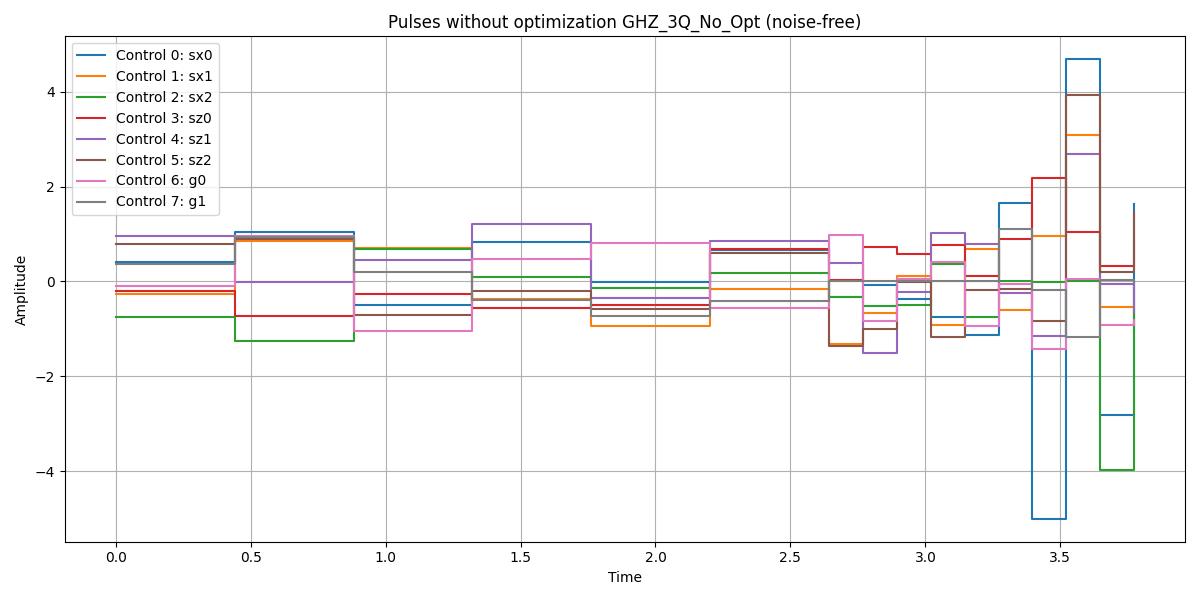 Pulses without optimization GHZ_3Q_No_Opt (noise-free)
Control 0: sx0
Control 1: sx1
Control 2: sx2
Control 3: sz0
Control 4: sz1
Control 5: sz2
Control 6: g0
Control 7: g1
Amplitude
4
2
0
−2
−4
0.0 0.5 1.0 1.5 2.0 2.5 3.0 3.5
Time